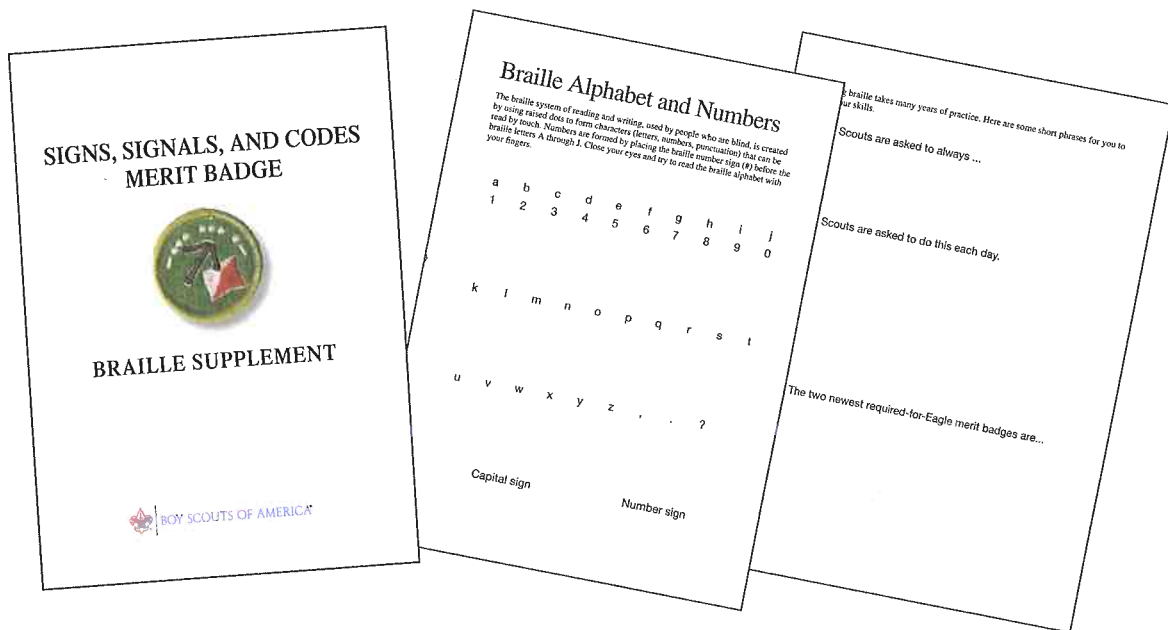 SIGNS, SIGNALS, AND CODES
MERIT BADGE
BRAILLE SUPPLEMENT
BOY SCOUTS OF AMERICA
Braille Alphabet and Numbers
The braille system of reading and writing, used by people who are blind, is created
by using raised dots to form characters (letters, numbers, punctuation) that can be
read by touch. Numbers are formed by placing the braille number sign (#) before the
braille letters A through J. Close your eyes and try to read the braille alphabet with
your fingers.
a b c d e f g h i j
1 2 3 4 5 6 7 8 9 0
k l m n o p q r s t
u v w x y z , . ?
Capital sign
Number sign
braille takes many years of practice. Here are some short phrases for you to
skills.
Scouts are asked to always ...
Scouts are asked to do this each day.
The two newest required-for-Eagle merit badges are...